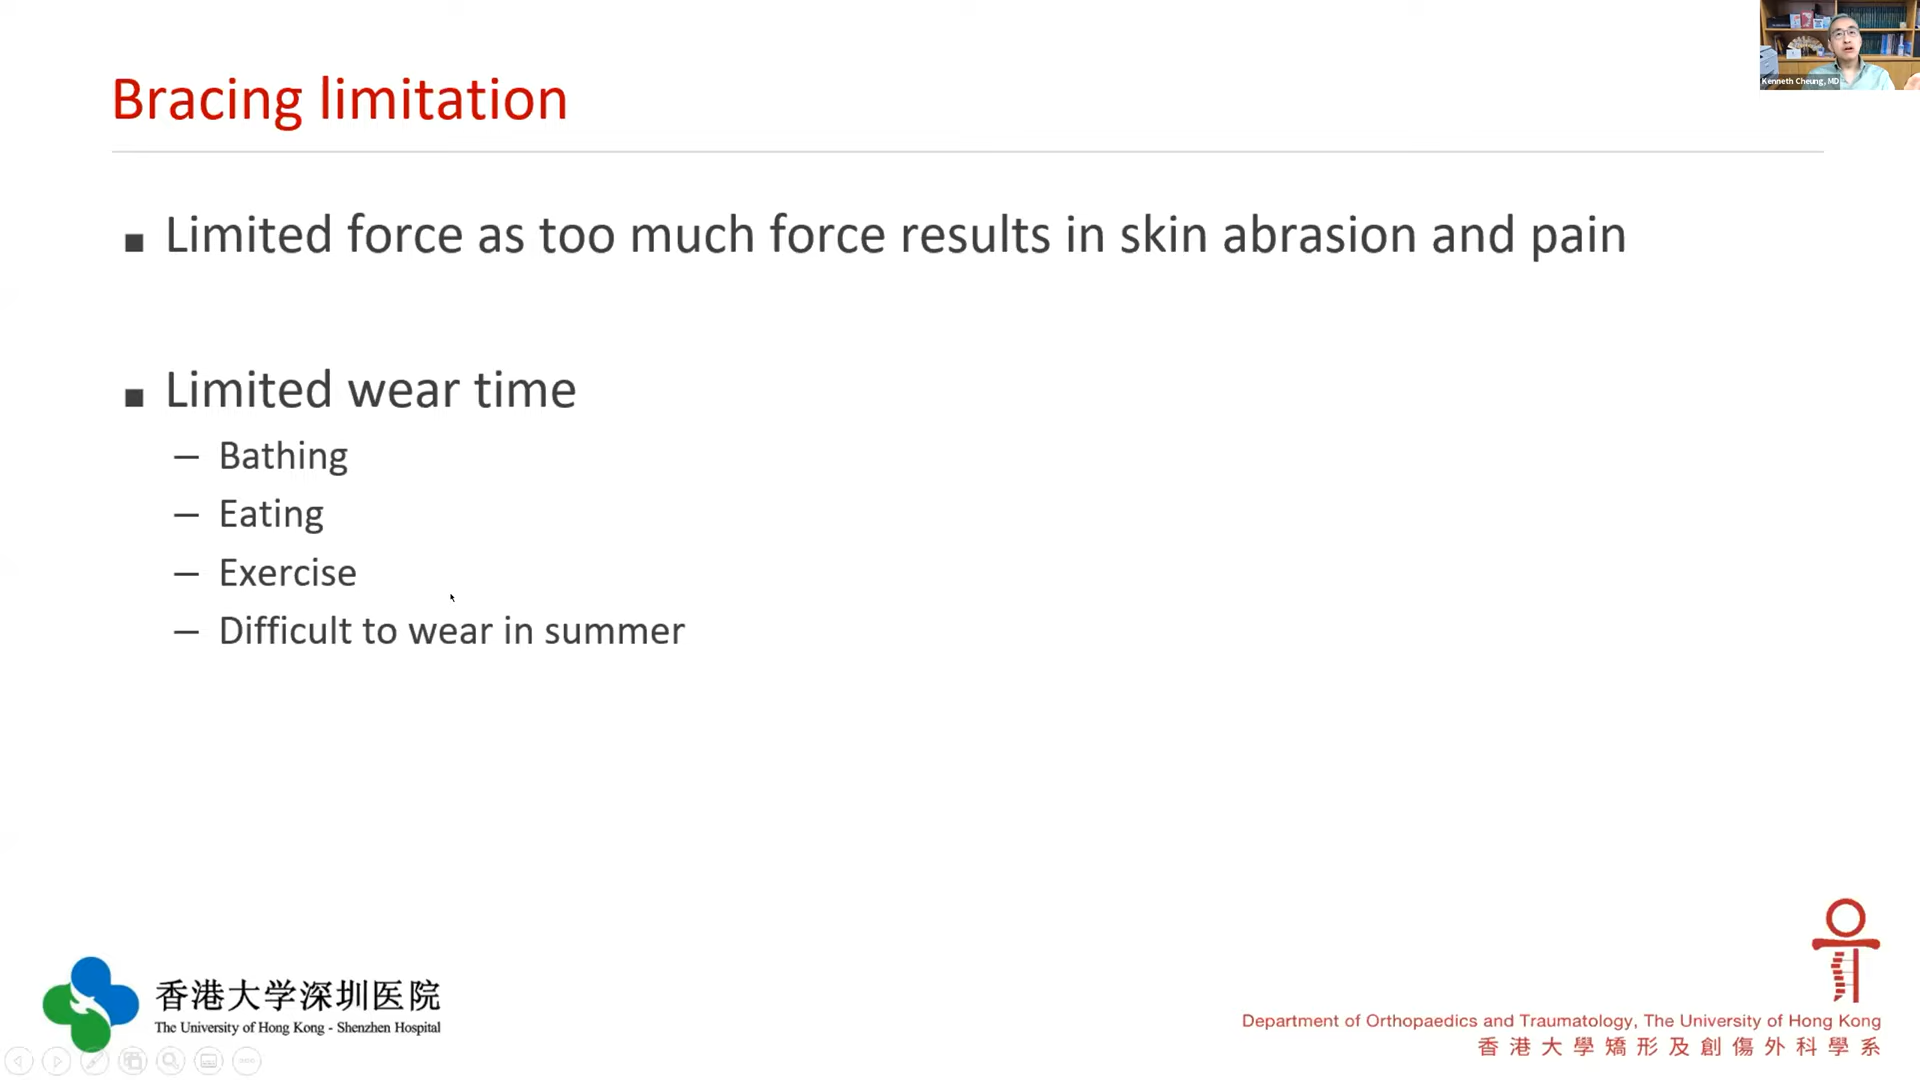 Kenneth Cheung, MD
Bracing limitation
Limited force as too much force results in skin abrasion and pain
Limited wear time
Bathing
Eating
Exercise
Difficult to wear in summer
香港大学深圳医院
The University of Hong Kong - Shenzhen Hospital
Department of Orthopaedics and Traumatology, The University of Hong Kong
香港大學矯形及創傷外科學系